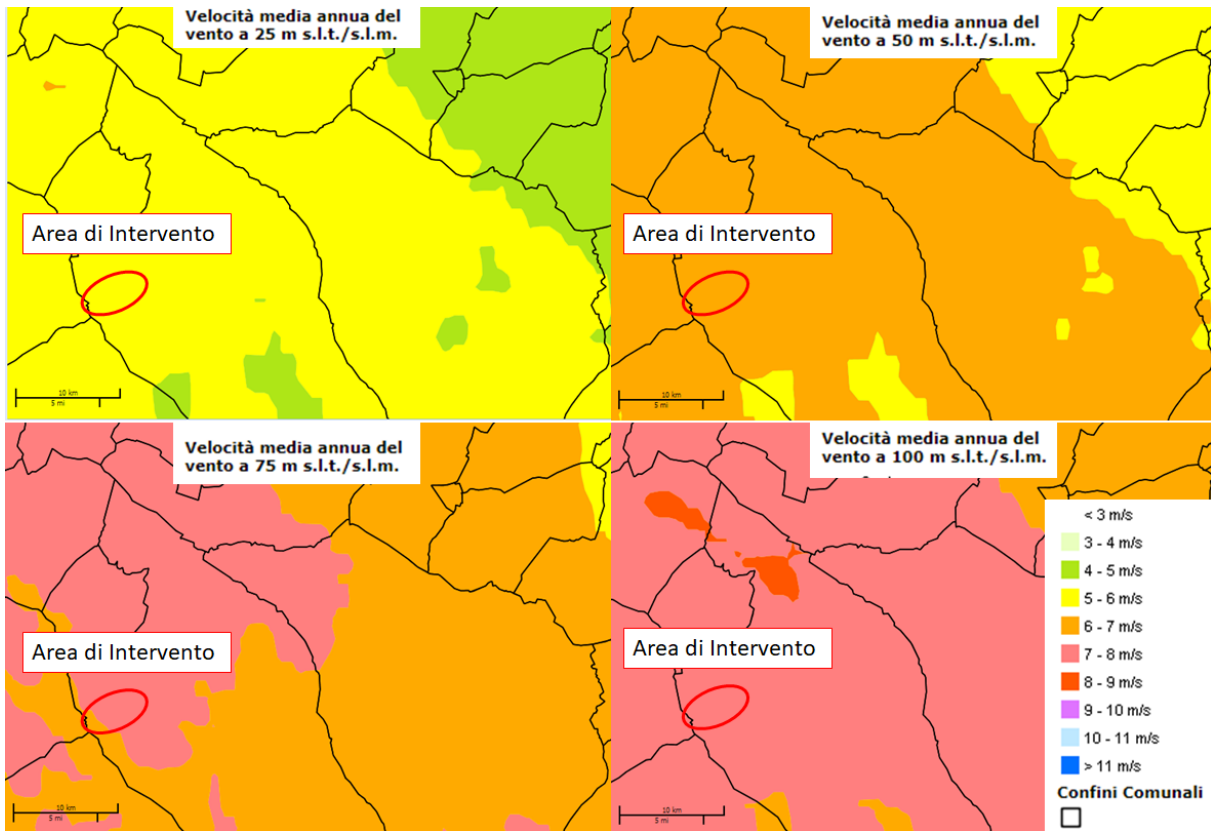 Velocità media annua del
vento a 25 m s.l.t./s.l.m.
Area di Intervento
10 km
5 mi
Velocità media annua del
vento a 50 m s.l.t./s.l.m.
Area di Intervento
10 km
5 mi
Velocità media annua del
vento a 75 m s.l.t./s.l.m.
Area di Intervento
10 km
5 mi
Velocità media annua del
vento a 100 m s.l.t./s.l.m.
Area di Intervento
10 km
5 mi
< 3 m/s
3 - 4 m/s
4 - 5 m/s
5 - 6 m/s
6 - 7 m/s
7 - 8 m/s
8 - 9 m/s
9 - 10 m/s
10 - 11 m/s
> 11 m/s
Confini Comunali